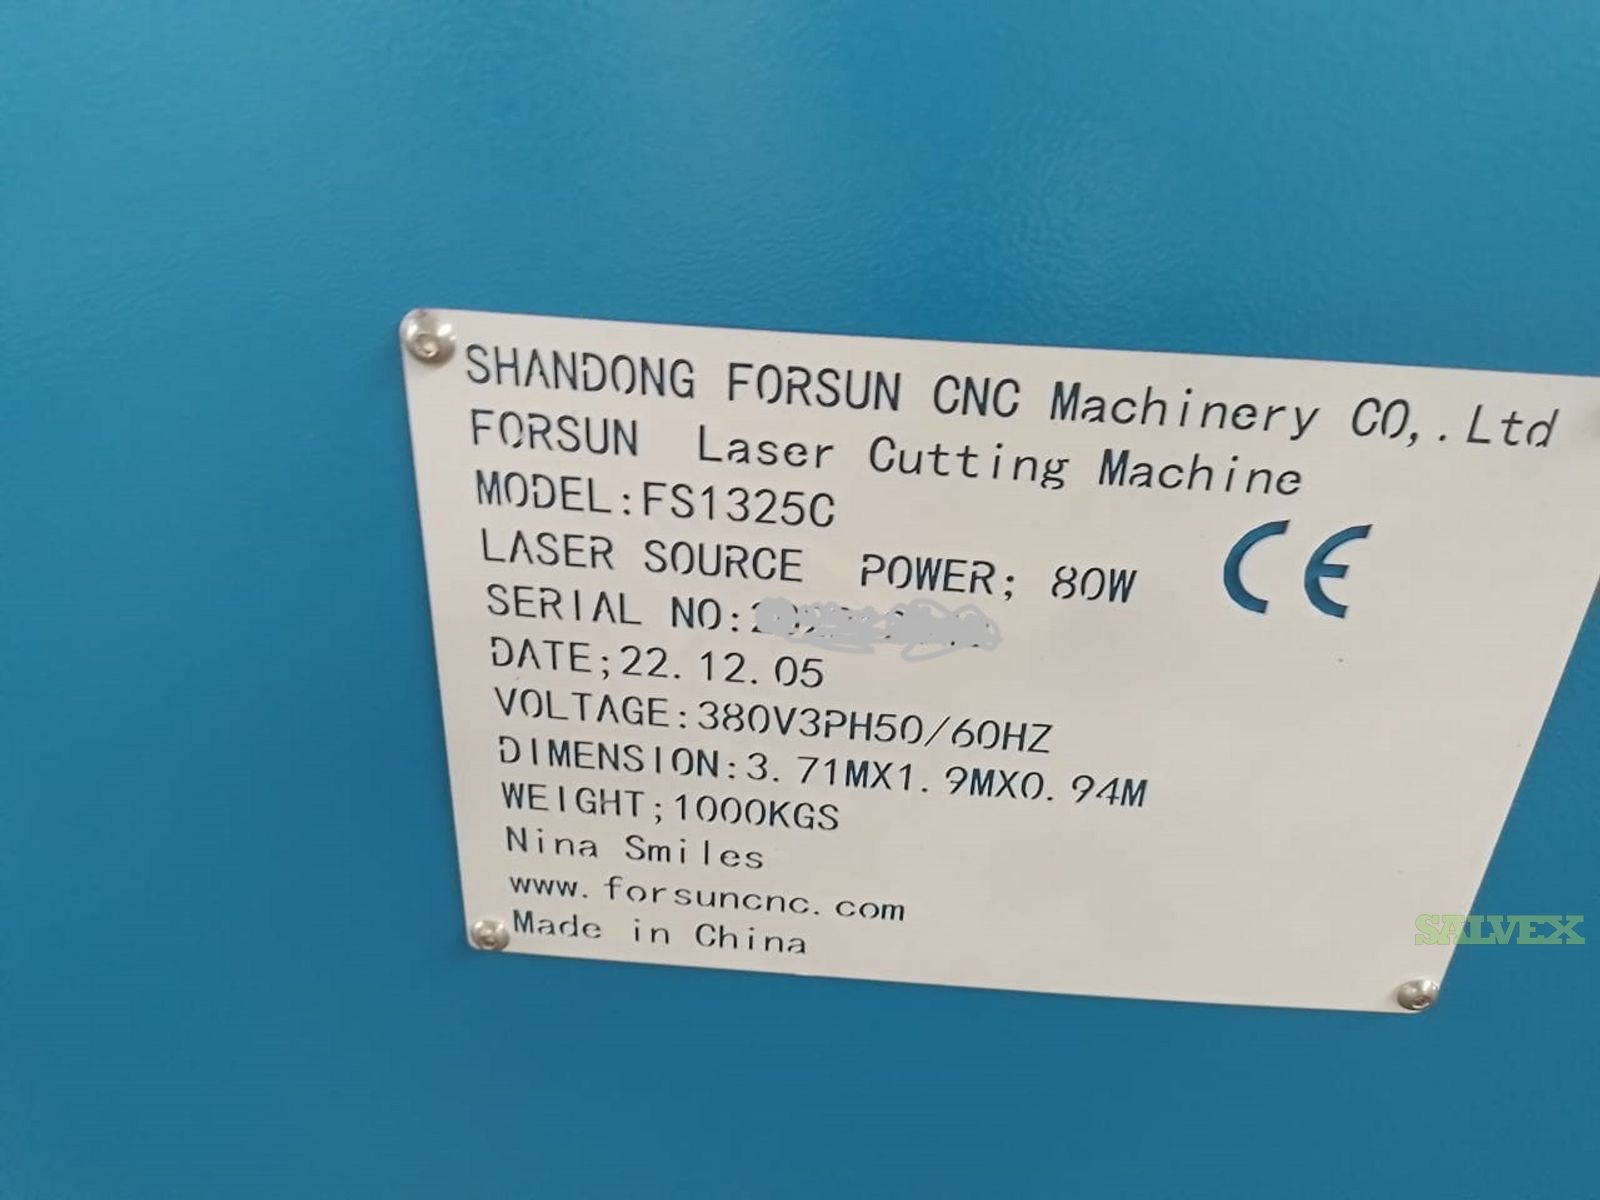 SHANDONG FORSUN CNC Machinery CO,.Ltd
FORSUN Laser Cutting Machine
MODEL:FS1325C
CE
LASER SOURCE POWER; 80W
SERIAL NO:
DATE;22.12.05
VOLTAGE:380V3PH50/60HZ
DIMENSION:3.71MX1.9MX0.94M
WEIGHT;1000KGS
Nina Smiles
www.forsuncnc.com
Made in China
SALVEX